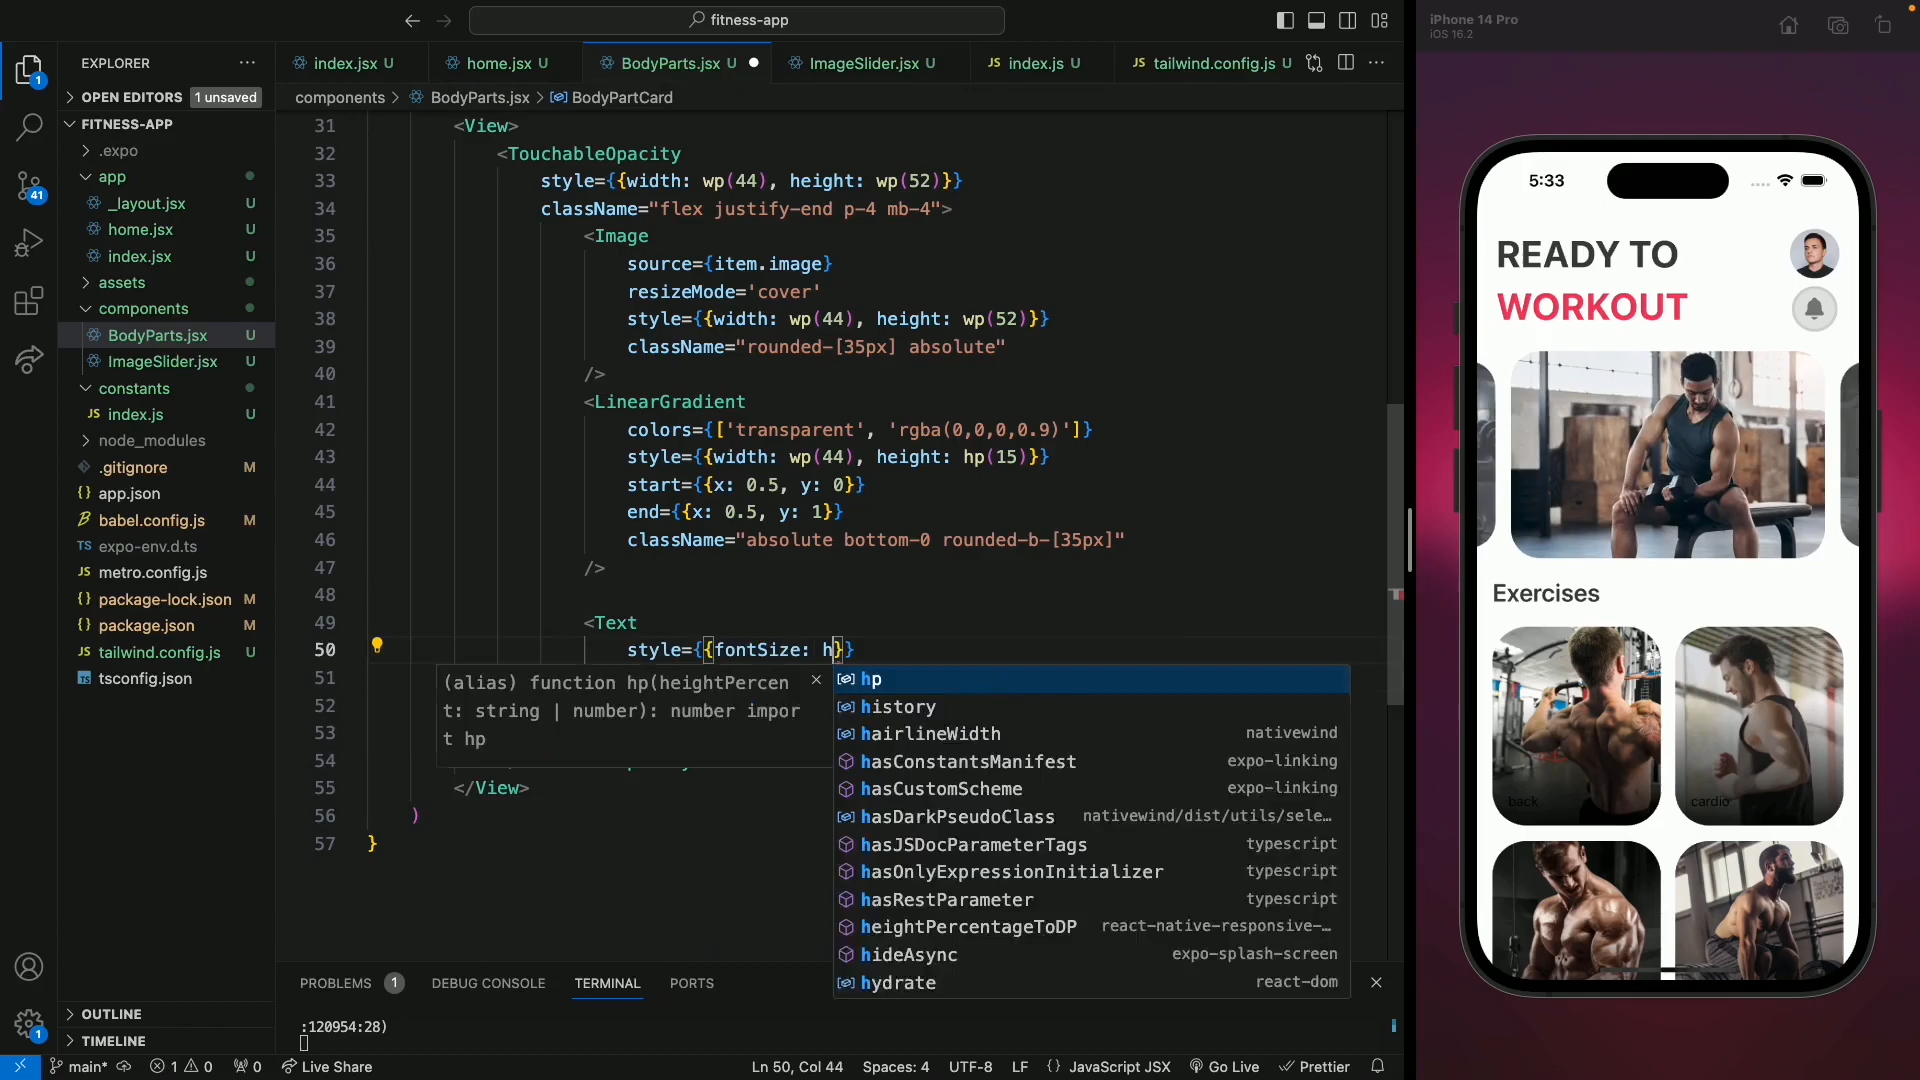 fitness-app
EXPLORER
OPEN EDITORS 1 unsaved
FITNESS-APP
.expo
app
_layout.jsx U
home.jsx U
index.jsx U
assets
components
BodyParts.jsx U
ImageSlider.jsx U
constants
JS index.js U
node_modules
.gitignore M
{} app.json
babel.config.js M
TS expo-env.d.ts
JS metro.config.js
{} package-lock.json M
{} package.json M
tailwind.config.js U
TS tsconfig.json
OUTLINE
TIMELINE
1
41
1
index.jsx U
home.jsx U
BodyParts.jsx U
ImageSlider.jsx U
JS index.js U
JS tailwind.config.js U
components > BodyParts.jsx > BodyPartCard
31 <View>
32 <TouchableOpacity
33 style={{width: wp(44), height: wp(52)}}
34 className="flex justify-end p-4 mb-4">
35 <Image
36 source={item.image}
37 resizeMode='cover'
38 style={{width: wp(44), height: wp(52)}}
39 className="rounded-[35px] absolute"
40 />
41 <LinearGradient
42 colors={['transparent', 'rgba(0,0,0,0.9)']}
43 style={{width: wp(44), height: hp(15)}}
44 start={{x: 0.5, y: 0}}
45 end={{x: 0.5, y: 1}}
46 className="absolute bottom-0 rounded-b-[35px]"
47 />
48
49 <Text
50 style={{fontSize: h}}
51
52
53
54
55 </View>
56 )
57 }
(alias) function hp(heightPercen
t: string | number): number impor
t hp
hp
history
hairlineWidth nativewind
hasConstantsManifest expo-linking
hasCustomScheme expo-linking
hasDarkPseudoClass nativewind/dist/utils/sele…
hasJSDocParameterTags typescript
hasOnlyExpressionInitializer typescript
hasRestParameter typescript
heightPercentageToDP react-native-responsive-…
hideAsync expo-splash-screen
hydrate react-dom
PROBLEMS 1 DEBUG CONSOLE TERMINAL PORTS
:120954:28)
main* 1 0 0 Live Share
Ln 50, Col 44 Spaces: 4 UTF-8 LF {} JavaScript JSX Go Live Prettier
iPhone 14 Pro
iOS 16.2
5:33
READY TO
WORKOUT
Exercises
back
cardio